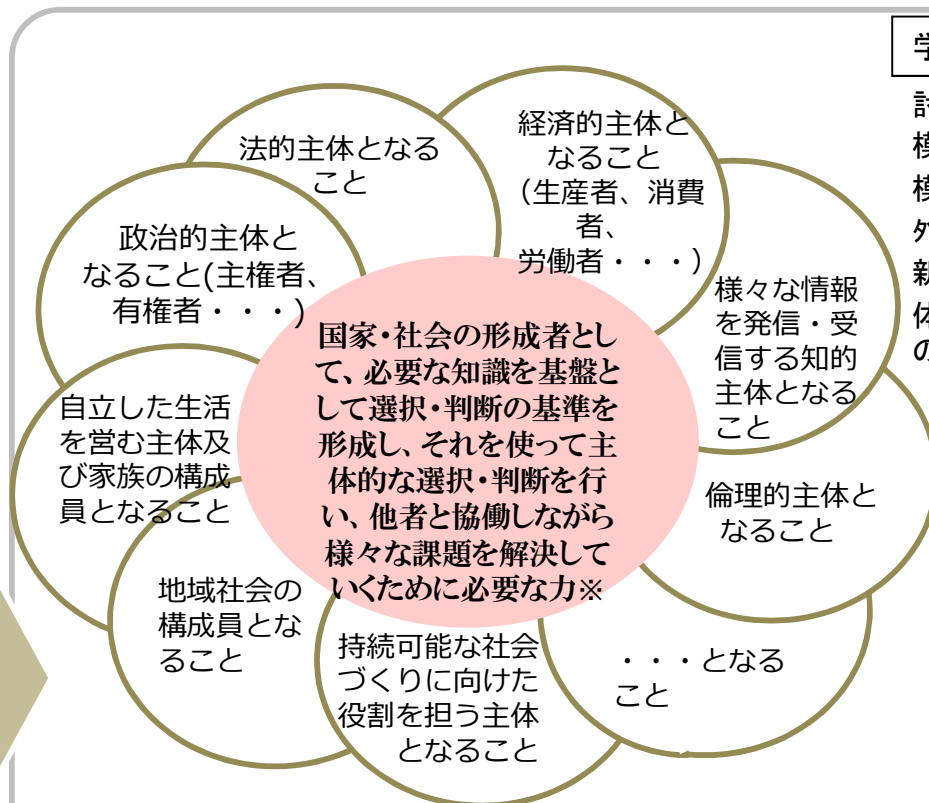 法的主体となる
こと
経済的主体と
なること
(生産者、消費
者、
労働者・・・)
政治的主体と
なること(主権者、
有権者・・・)
様々な情報
を発信・受
信する知的
主体となる
こと
国家・社会の形成者とし
て、必要な知識を基盤と
して選択・判断の基準を
形成し、それを使って主
体的な選択・判断を行
い、他者と協働しながら
様々な課題を解決して
いくために必要な力※
自立した生活
を営む主体及
び家族の構成
員となること
倫理的主体と
なること
地域社会の
構成員とな
ること
持続可能な社会
づくりに向けた
役割を担う主体
となること
・・・となる
こと
学
討
模
模
外
新
体
の